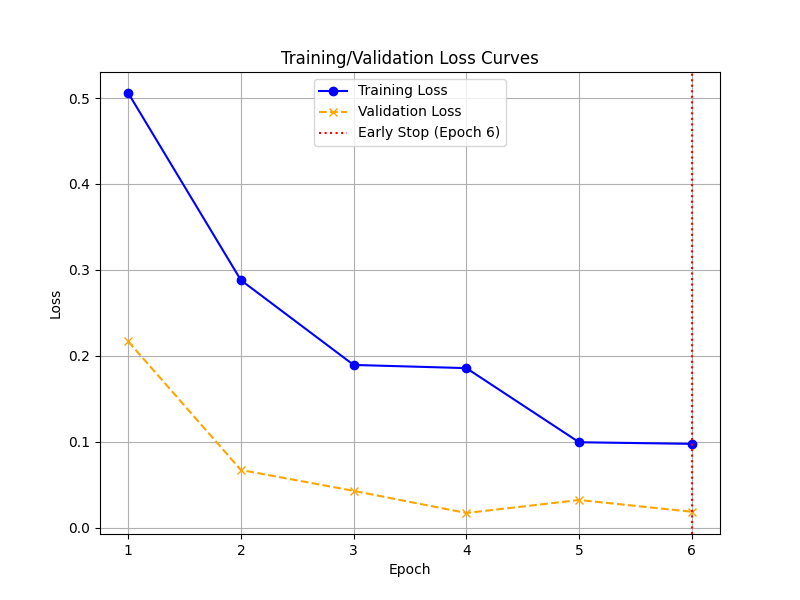 Training/Validation Loss Curves
Training Loss
Validation Loss
Early Stop (Epoch 6)
0.5
0.4
0.3
0.2
0.1
0.0
Loss
1 2 3 4 5 6
Epoch